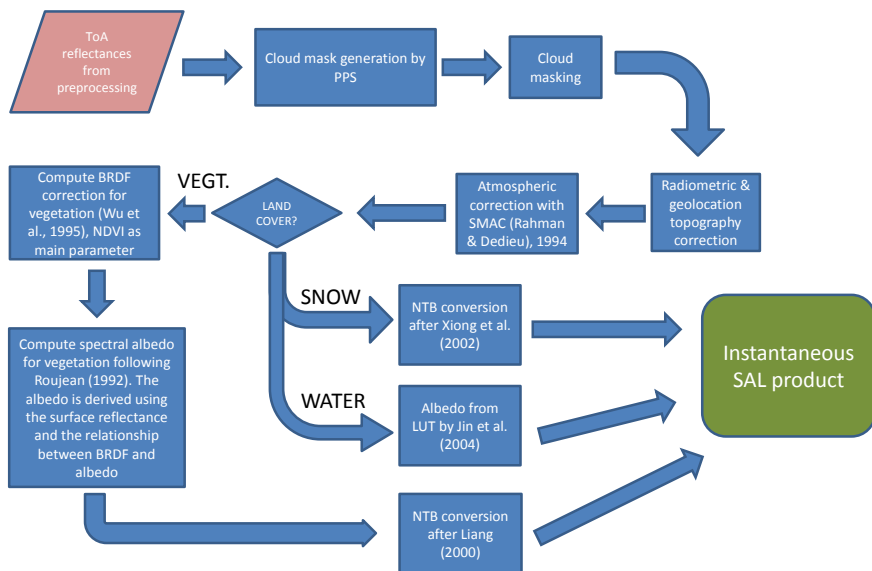 ToA
reflectances
from
preprocessing
Cloud mask generation by
PPS
Cloud
masking
Radiometric &
geolocation
topography
correction
Atmospheric
correction with
SMAC (Rahman
& Dedieu), 1994
LAND
COVER?
VEGT.
Compute BRDF
correction for
vegetation (Wu et
al., 1995), NDVI as
main parameter
Compute spectral albedo
for vegetation following
Roujean (1992). The
albedo is derived using
the surface reflectance
and the relationship
between BRDF and
albedo
SNOW
NTB conversion
after Xiong et al.
(2002)
WATER
Albedo from
LUT by Jin et al.
(2004)
NTB conversion
after Liang
(2000)
Instantaneous
SAL product